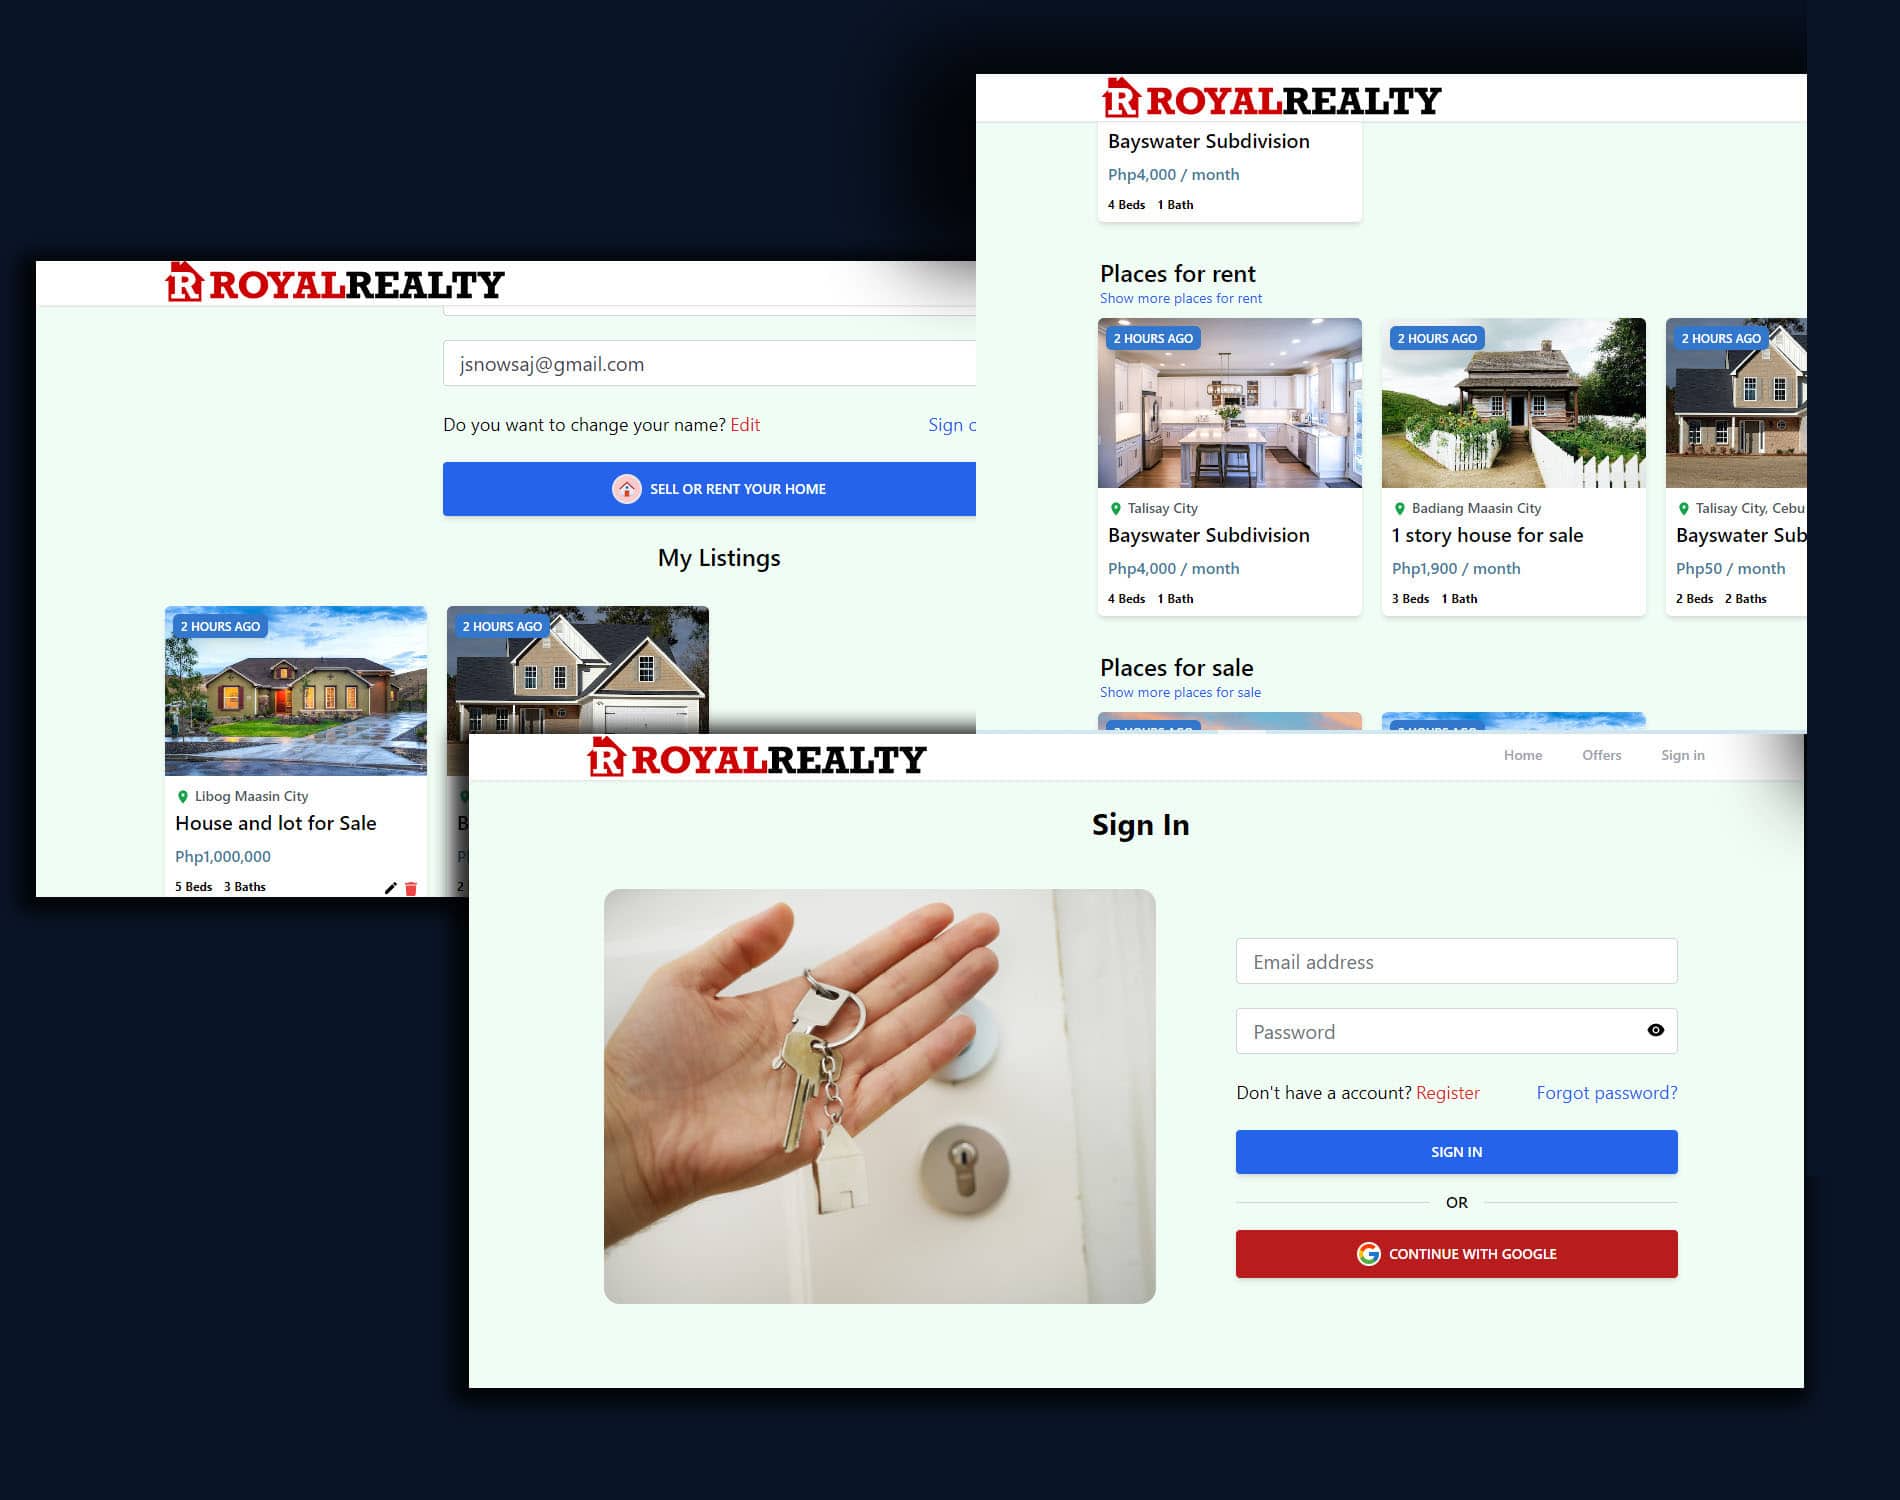 ROYALREALTY
Bayswater Subdivision
Php4,000 / month
4 Beds 1 Bath
Places for rent
Show more places for rent
2 HOURS AGO
2 HOURS AGO
2 HOURS AGO
Talisay City
Badiang Maasin City
Talisay City, Cebu
Bayswater Subdivision
1 story house for sale
Bayswater Sub
Php4,000 / month
Php1,900 / month
Php50 / month
4 Beds 1 Bath
3 Beds 1 Bath
2 Beds 2 Baths
Places for sale
Show more places for sale
ROYALREALTY
jsnowsaj@gmail.com
Do you want to change your name? Edit
Sign
SELL OR RENT YOUR HOME
My Listings
2 HOURS AGO
2 HOURS AGO
Libog Maasin City
House and lot for Sale
Php1,000,000
5 Beds 3 Baths
2
ROYALREALTY
Home
Offers
Sign in
Sign In
Email address
Password
Don't have a account? Register
Forgot password?
SIGN IN
OR
CONTINUE WITH GOOGLE